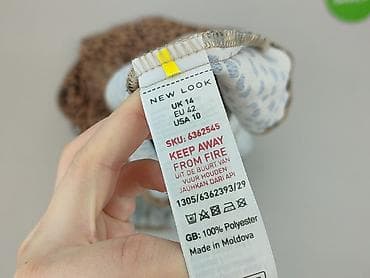 NEW LOOK
UK 14
EU 42
USA 10
SKU: 6362545
KEEP AWAY
FROM FIRE
UIT DE BUURT VAN
VUUR HOUDEN
JAUHKAN DARI API
1305/6362393/29
GB: 100% Polyester
Made in Moldova